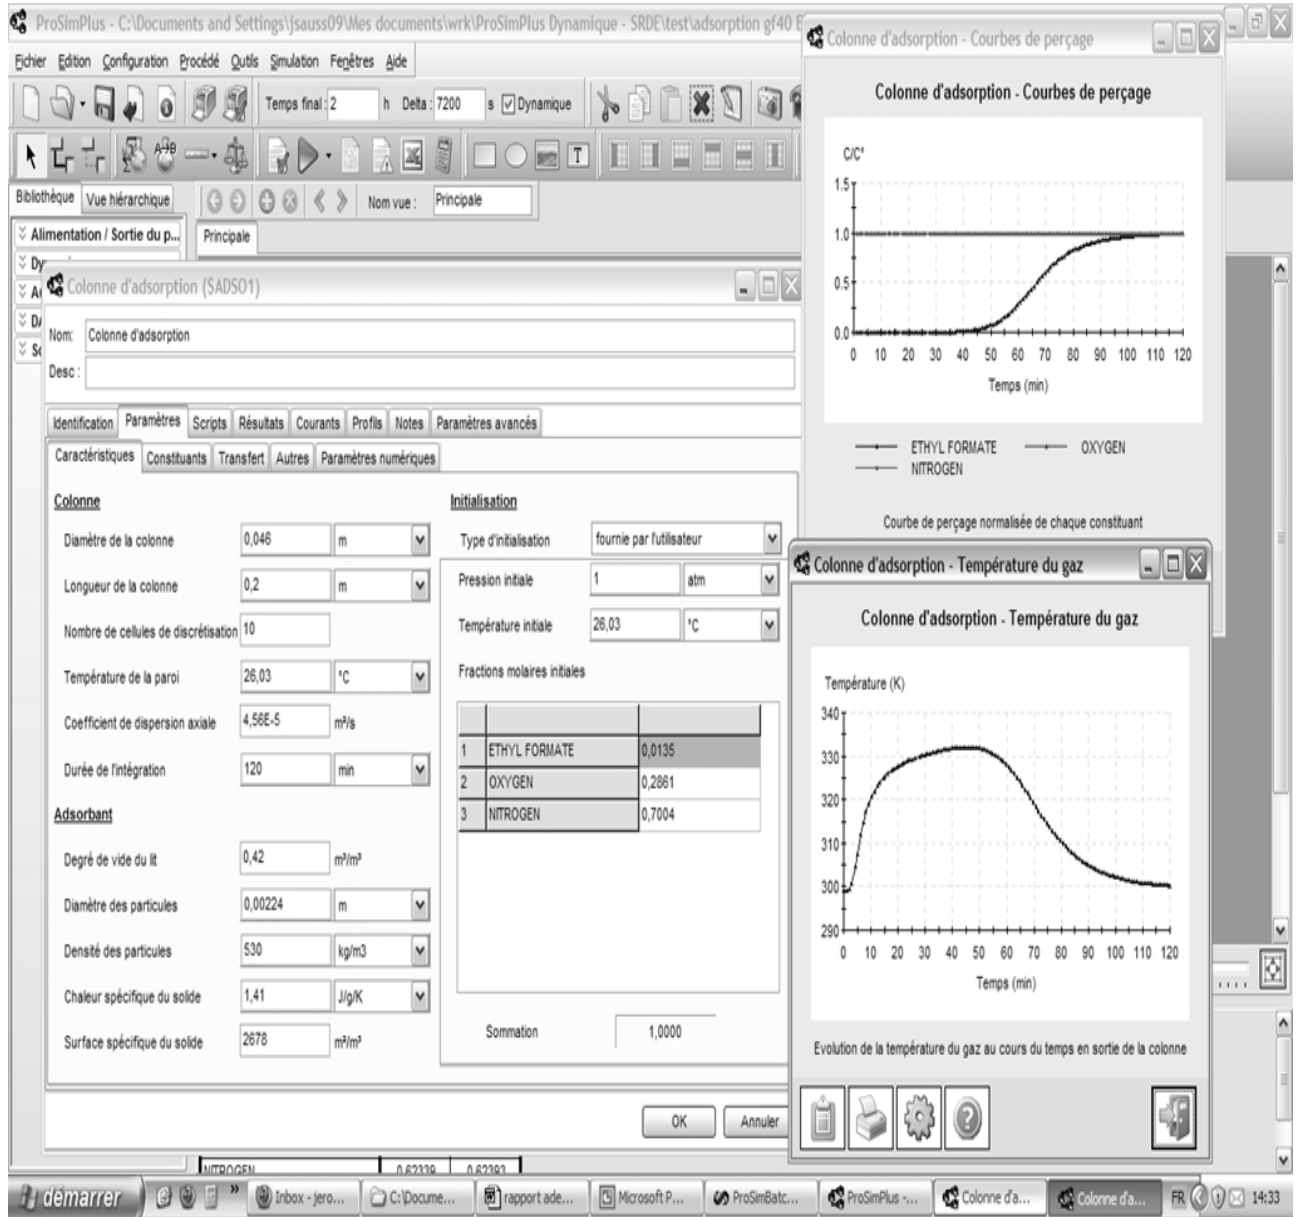 ProSimPlus - C:\Documents and Settings\jsauss09\Mes documents\wrk\ProSimPlus Dynamique - SRDE\test\adsorption gf40
Fichier Edition Configuration Procédé Outils Simulation Fenêtres Aide
Temps final : 2 h Delta : 7200 s Dynamique
Bibliothèque Vue hiérarchique Nom vue : Principale
Alimentation / Sortie du p... Principale
Colonne d'adsorption ($ADSO1)
Nom: Colonne d'adsorption
Desc :
Identification Paramètres Scripts Résultats Courants Profils Notes Paramètres avancés
Caractéristiques Constituants Transfert Autres Paramètres numériques
Colonne
Diamètre de la colonne 0,046 m
Longueur de la colonne 0,2 m
Nombre de cellules de discrétisation 10
Température de la paroi 26,03 °C
Coefficient de dispersion axiale 4,56E-5 m²/s
Durée de l'intégration 120 min
Adsorbant
Degré de vide du lit 0,42 m³/m³
Diamètre des particules 0,00224 m
Densité des particules 530 kg/m3
Chaleur spécifique du solide 1,41 J/g/K
Surface spécifique du solide 2678 m²/m³
Initialisation
Type d'initialisation fournie par l'utilisateur
Pression initiale 1 atm
Température initiale 26,03 °C
Fractions molaires initiales
1 ETHYL FORMATE 0,0135
2 OXYGEN 0,2861
3 NITROGEN 0,7004
Sommation 1,0000
OK Annuler
Colonne d'adsorption - Courbes de perçage
Colonne d'adsorption - Courbes de perçage
C/C°
1.5
1.0
0.5
0.0
0 10 20 30 40 50 60 70 80 90 100 110 120
Temps (min)
ETHYL FORMATE OXYGEN
NITROGEN
Courbe de perçage normalisée de chaque constituant
Colonne d'adsorption - Température du gaz
Colonne d'adsorption - Température du gaz
Température (K)
340
330
320
310
300
290
0 10 20 30 40 50 60 70 80 90 100 110 120
Temps (min)
Evolution de la température du gaz au cours du temps en sortie de la colonne
NITROGEN 0,62339 0,62393
démarrer » Inbox - jero... C:\Docume... rapport ade... Microsoft P... ProSimBatc... ProSimPlus -... Colonne d'a... Colonne d'a... FR 14:33